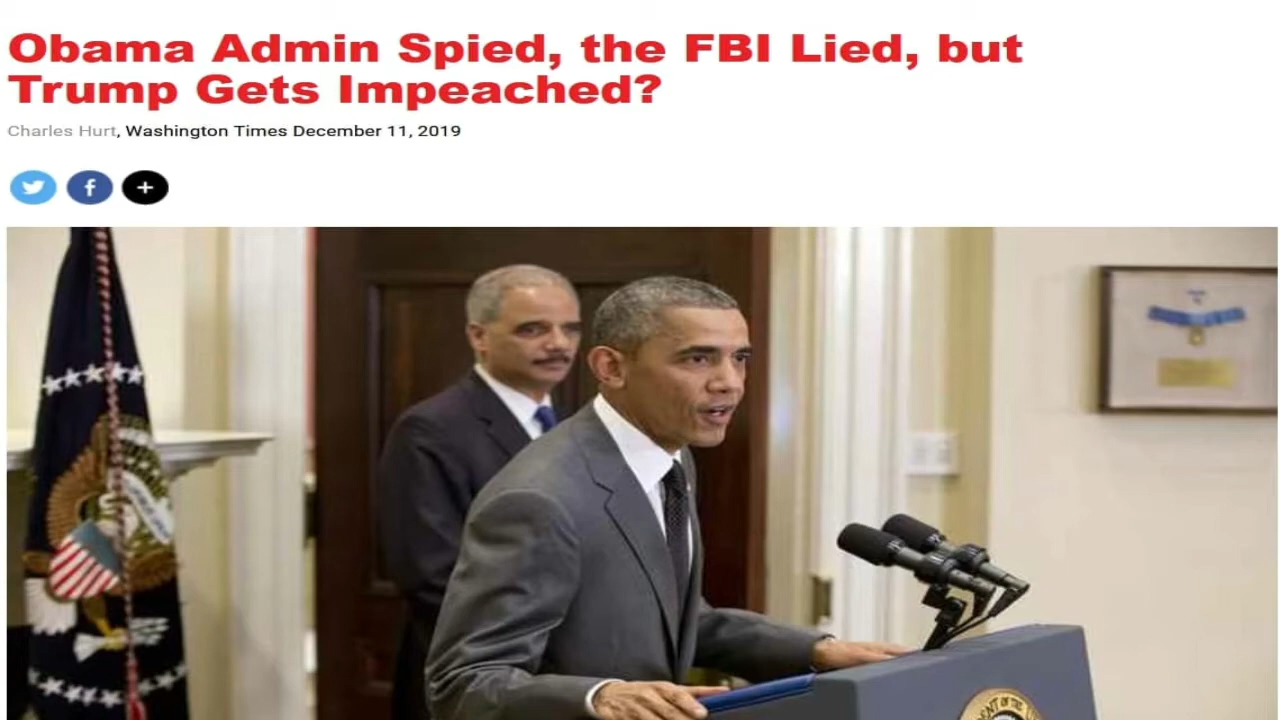 Obama Admin Spied, the FBI Lied, but
Trump Gets Impeached?
Charles Hurt, Washington Times December 11, 2019